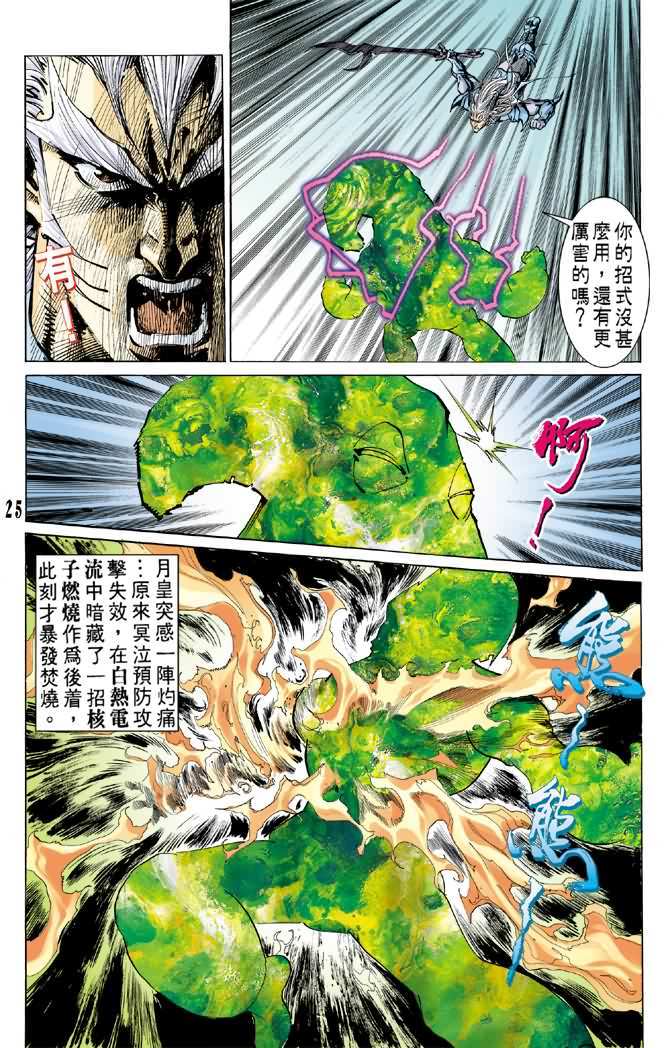 你的招式沒甚
麼用，還有更
厲害的嗎？
有！
啊！
月皇突感一陣灼痛
…原來冥泣預防攻
擊失效，在白熱電
流中暗藏了一招核
子燃燒作爲後着，
此刻才暴發焚燒。
熊～
熊～
25